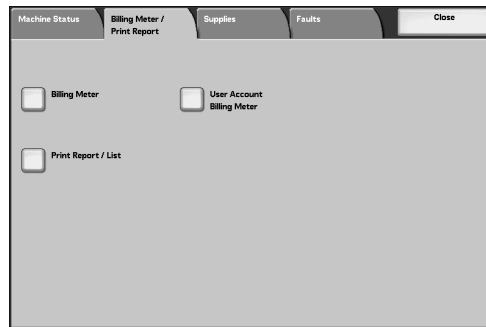 Machine Status
Billing Meter /
Print Report
Supplies
Faults
Close
Billing Meter
User Account
Billing Meter
Print Report / List